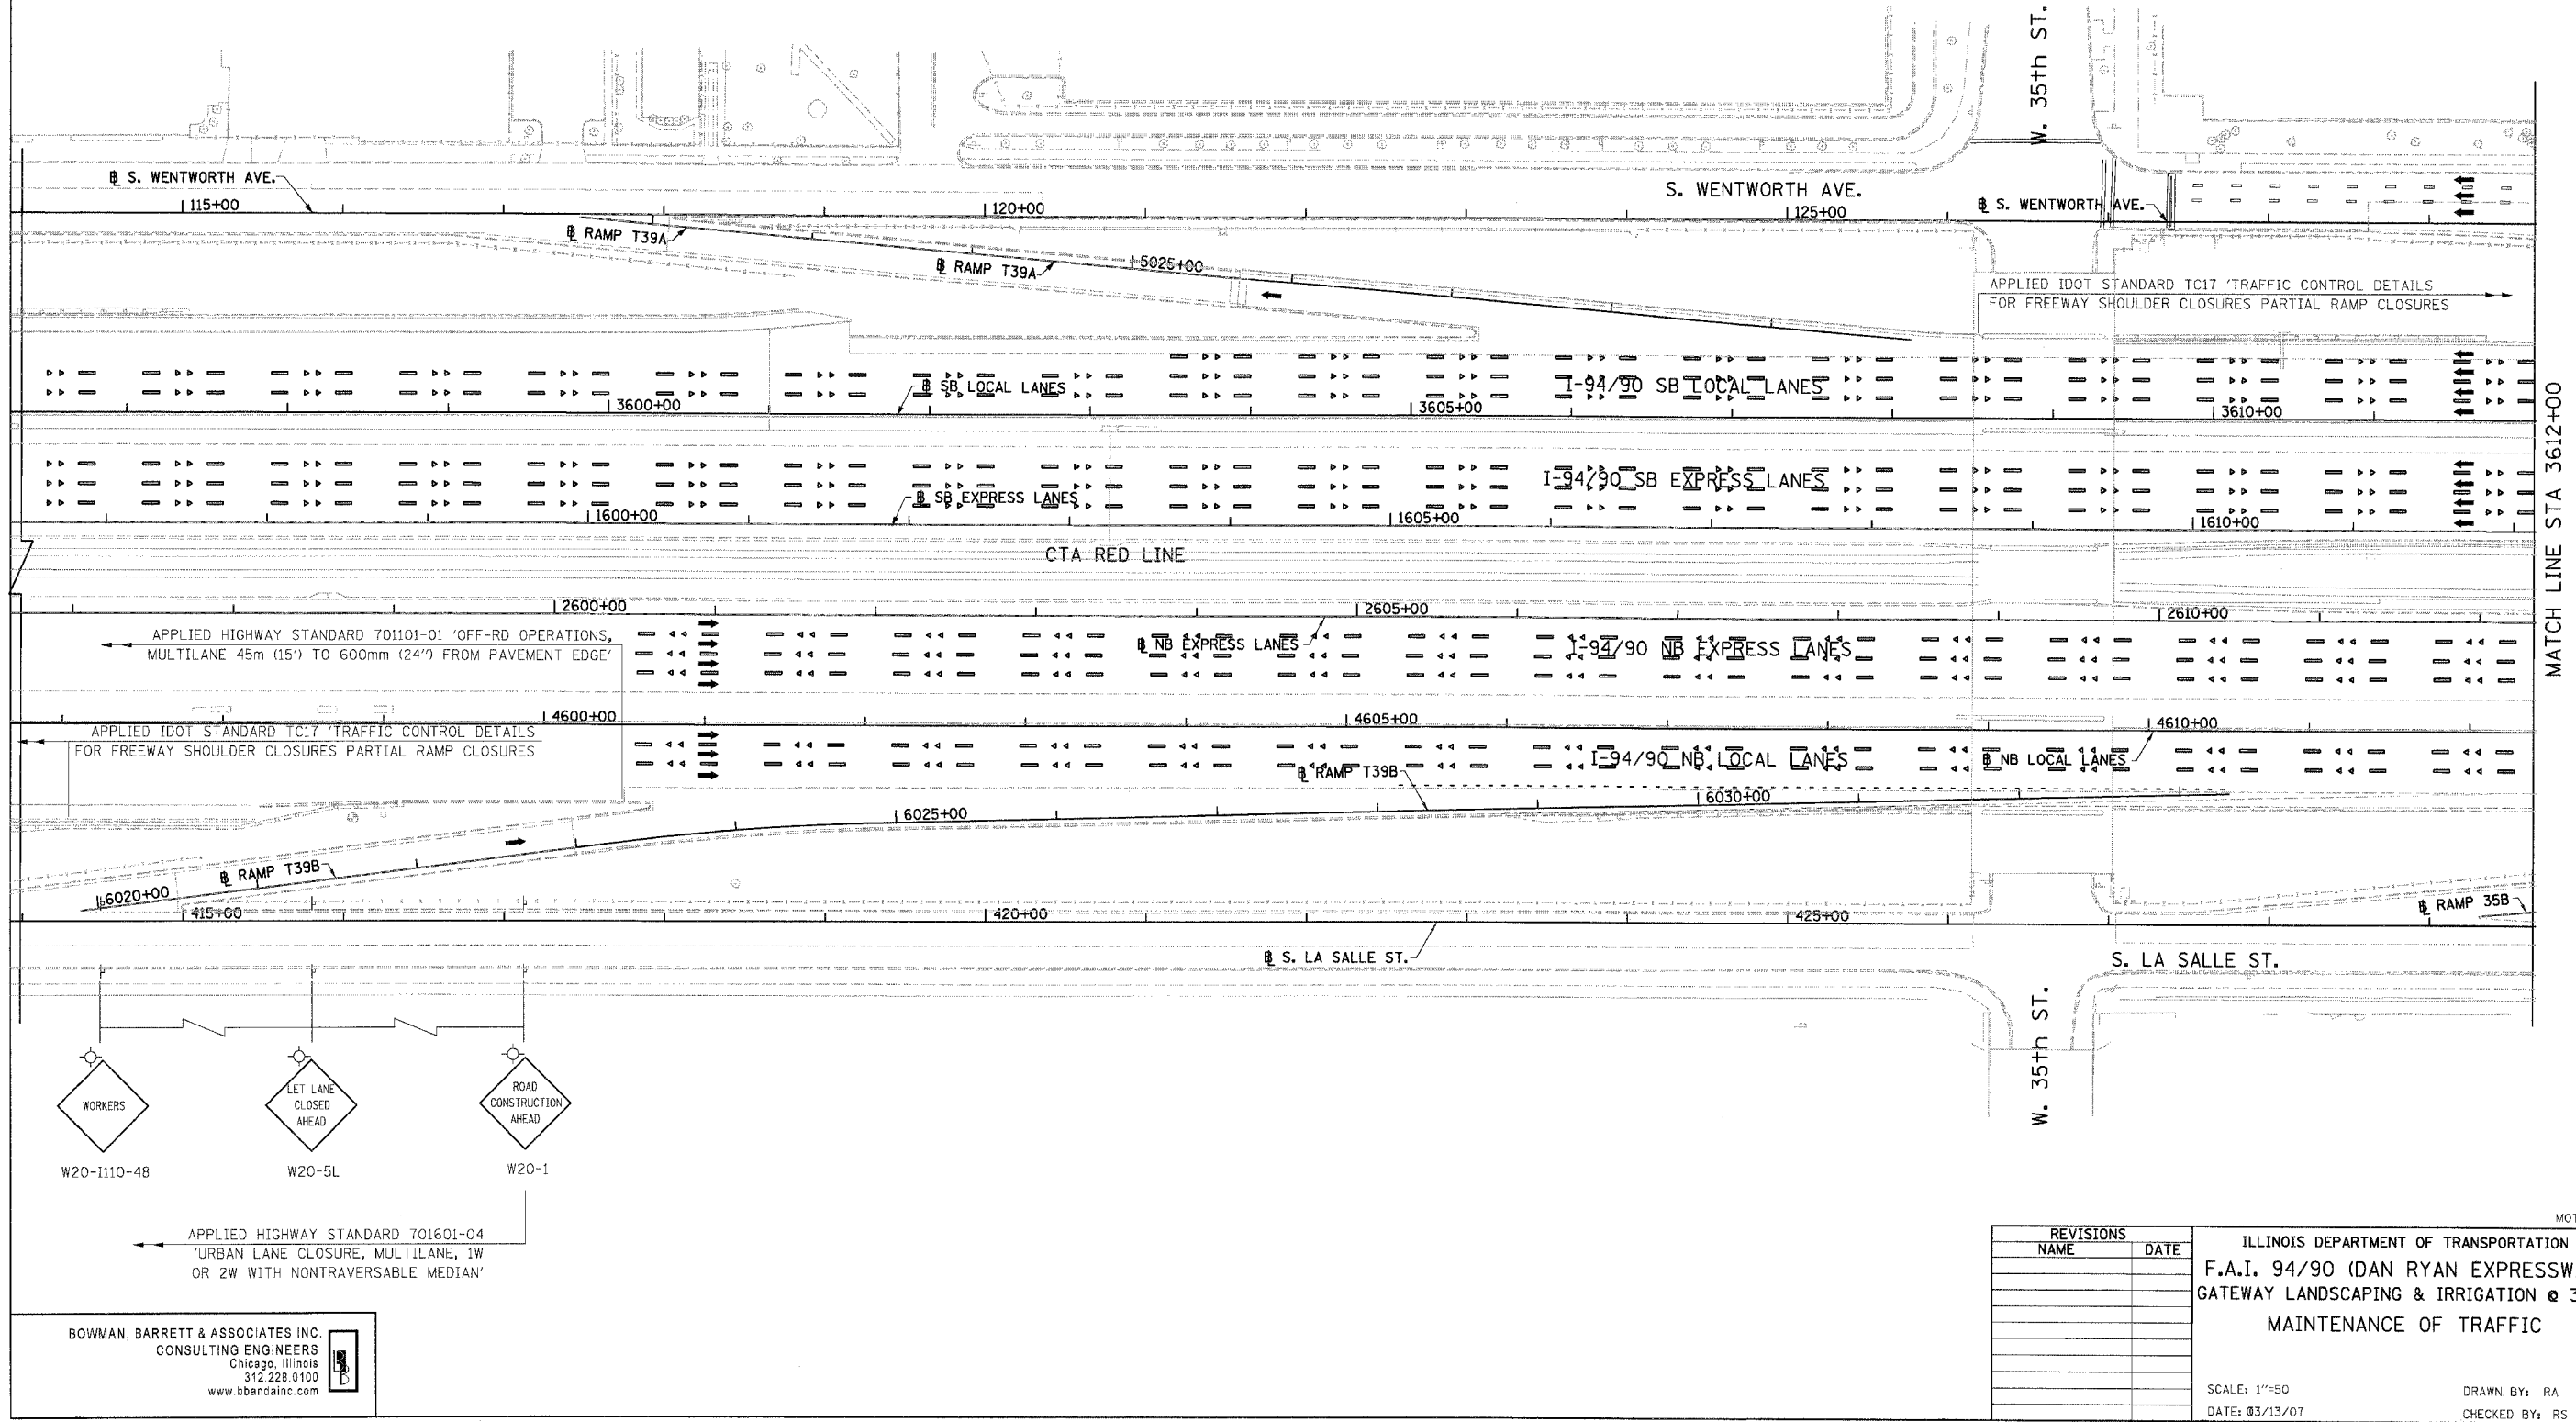 W. 35th ST.
℄ S. WENTWORTH AVE.
S. WENTWORTH AVE.
℄ S. WENTWORTH AVE.
115+00
120+00
125+00
℄ RAMP T39A
℄ RAMP T39A
5025+00
APPLIED IDOT STANDARD TC17 'TRAFFIC CONTROL DETAILS
FOR FREEWAY SHOULDER CLOSURES PARTIAL RAMP CLOSURES
℄ SB LOCAL LANES
I-94/90 SB LOCAL LANES
3600+00
3605+00
3610+00
MATCH LINE STA 3612+00
℄ SB EXPRESS LANES
I-94/90 SB EXPRESS LANES
1600+00
1605+00
1610+00
CTA RED LINE
2600+00
2605+00
2610+00
APPLIED HIGHWAY STANDARD 701101-01 'OFF-RD OPERATIONS,
MULTILANE 45m (15') TO 600mm (24") FROM PAVEMENT EDGE'
℄ NB EXPRESS LANES
I-94/90 NB EXPRESS LANES
4600+00
4605+00
4610+00
APPLIED IDOT STANDARD TC17 'TRAFFIC CONTROL DETAILS
FOR FREEWAY SHOULDER CLOSURES PARTIAL RAMP CLOSURES
I-94/90 NB LOCAL LANES
℄ NB LOCAL LANES
℄ RAMP T39B
6030+00
6025+00
℄ RAMP T39B
6020+00
415+00
420+00
425+00
℄ RAMP 35B
℄ S. LA SALLE ST.
S. LA SALLE ST.
W. 35th ST.
WORKERS
LET LANE
CLOSED
AHEAD
ROAD
CONSTRUCTION
AHEAD
W20-I110-48
W20-5L
W20-1
APPLIED HIGHWAY STANDARD 701601-04
'URBAN LANE CLOSURE, MULTILANE, 1W
OR 2W WITH NONTRAVERSABLE MEDIAN'
BOWMAN, BARRETT & ASSOCIATES INC.
CONSULTING ENGINEERS
Chicago, Illinois
312.228.0100
www.bbandainc.com
MOT
REVISIONS
NAME DATE
ILLINOIS DEPARTMENT OF TRANSPORTATION
F.A.I. 94/90 (DAN RYAN EXPRESSW
GATEWAY LANDSCAPING & IRRIGATION @ 3
MAINTENANCE OF TRAFFIC
SCALE: 1"=50
DRAWN BY: RA
DATE: 03/13/07
CHECKED BY: RS